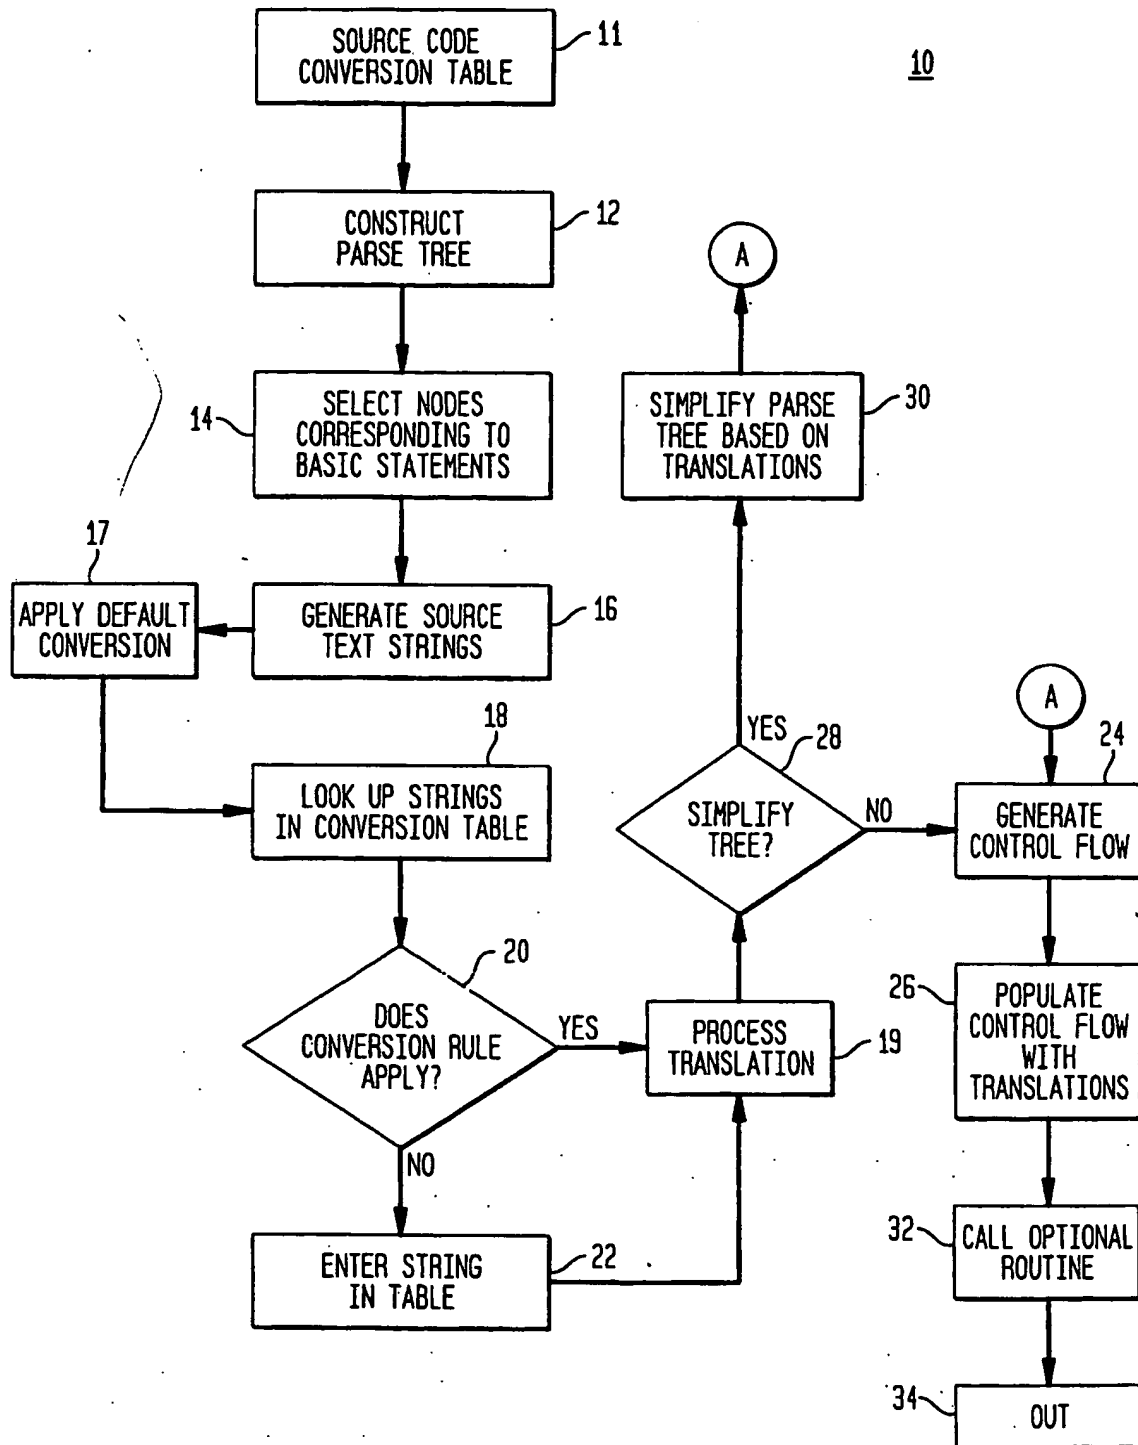 SOURCE CODE
CONVERSION TABLE
11
10
CONSTRUCT
PARSE TREE
12
A
SELECT NODES
CORRESPONDING TO
BASIC STATEMENTS
14
SIMPLIFY PARSE
TREE BASED ON
TRANSLATIONS
30
17
APPLY DEFAULT
CONVERSION
GENERATE SOURCE
TEXT STRINGS
16
A
18
LOOK UP STRINGS
IN CONVERSION TABLE
YES
28
SIMPLIFY
TREE?
NO
24
GENERATE
CONTROL FLOW
20
DOES
CONVERSION RULE
APPLY?
YES
NO
PROCESS
TRANSLATION
19
26
POPULATE
CONTROL FLOW
WITH
TRANSLATIONS
ENTER STRING
IN TABLE
22
32
CALL OPTIONAL
ROUTINE
34
OUT